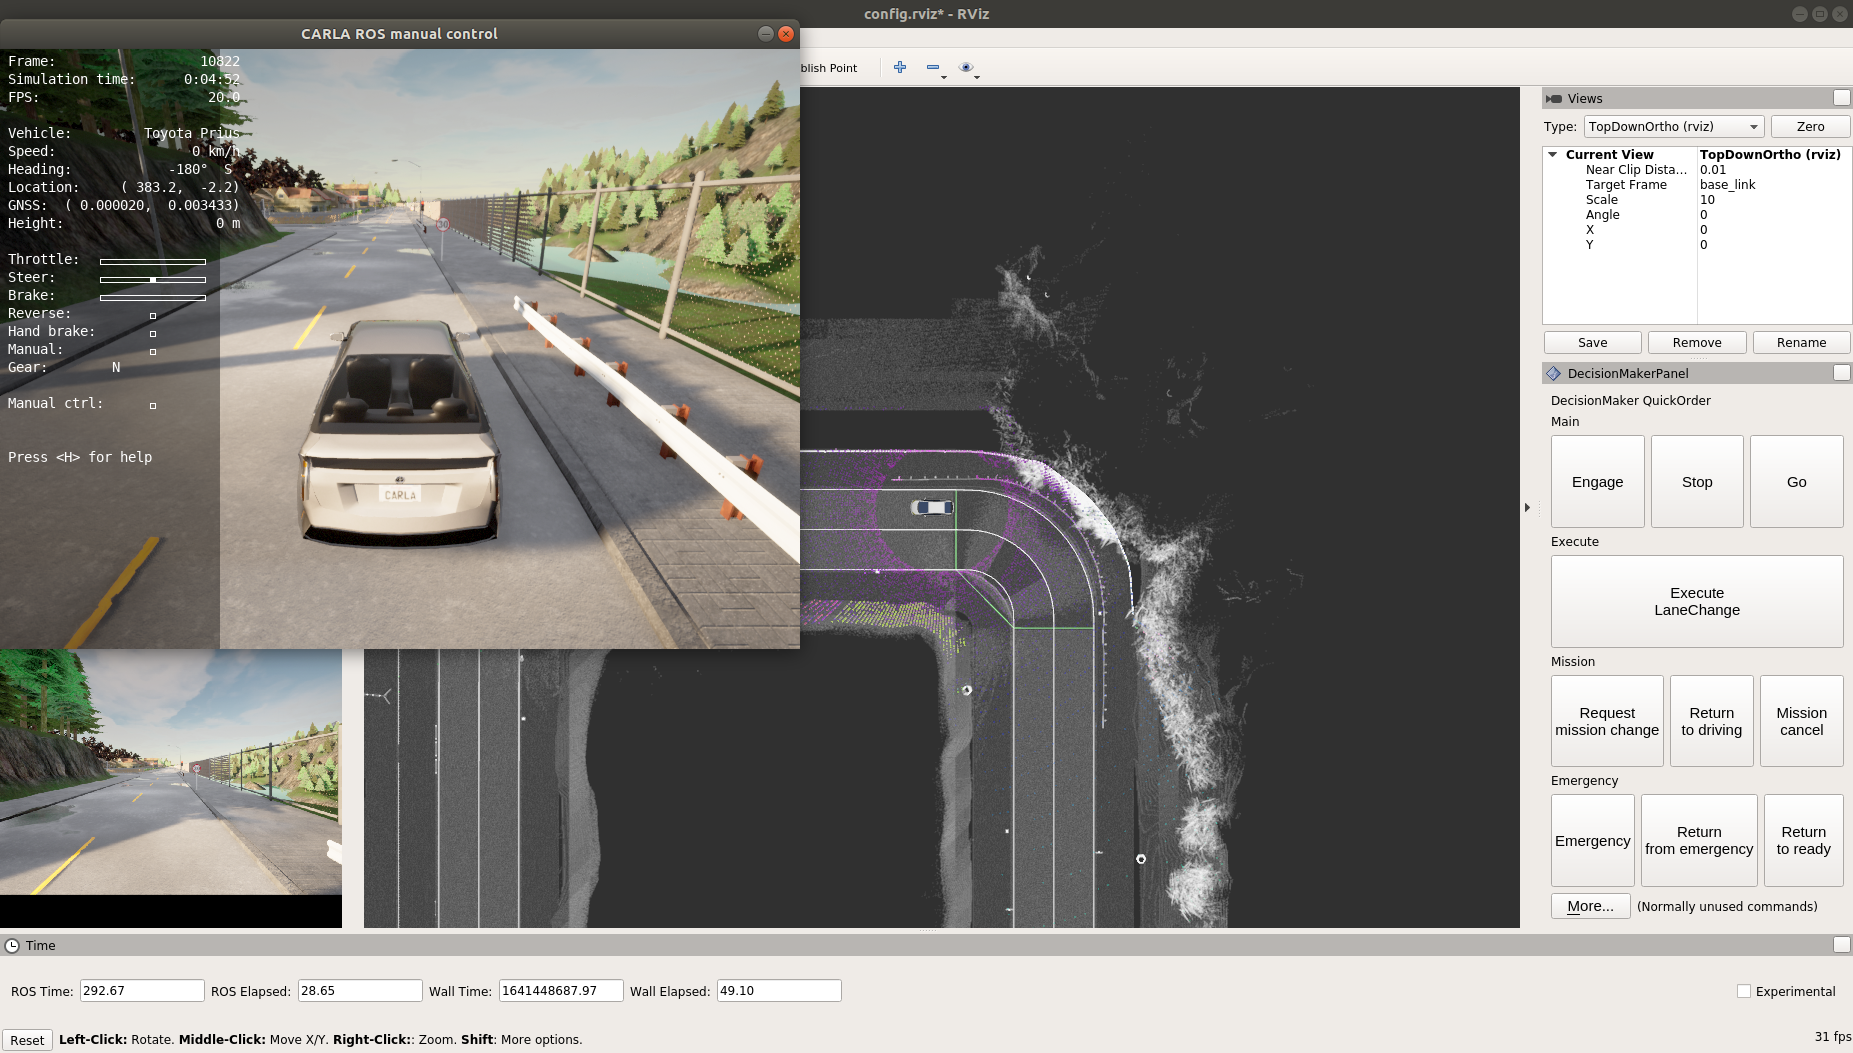 config.rviz* - RViz
CARLA ROS manual control
Frame: 10822
Simulation time: 0:04:52
FPS: 20.0
Vehicle: Toyota Prius
Speed: 0 km/h
Heading: -180° S
Location: ( 383.2, -2.2)
GNSS: ( 0.000020, 0.003433)
Height: 0 m
Throttle:
Steer:
Brake:
Reverse:
Hand brake:
Manual:
Gear: N
Manual ctrl:
Press <H> for help
30
CARLA
blish Point
Views
Type: TopDownOrtho (rviz) Zero
Current View TopDownOrtho (rviz)
Near Clip Dista... 0.01
Target Frame base_link
Scale 10
Angle 0
X 0
Y 0
Save Remove Rename
DecisionMakerPanel
DecisionMaker QuickOrder
Main
Engage Stop Go
Execute
Execute
LaneChange
Mission
Request
mission change
Return
to driving
Mission
cancel
Emergency
Emergency
Return
from emergency
Return
to ready
More... (Normally unused commands)
Time
ROS Time: 292.67 ROS Elapsed: 28.65 Wall Time: 1641448687.97 Wall Elapsed: 49.10 Experimental
Reset Left-Click: Rotate. Middle-Click: Move X/Y. Right-Click:: Zoom. Shift: More options. 31 fps